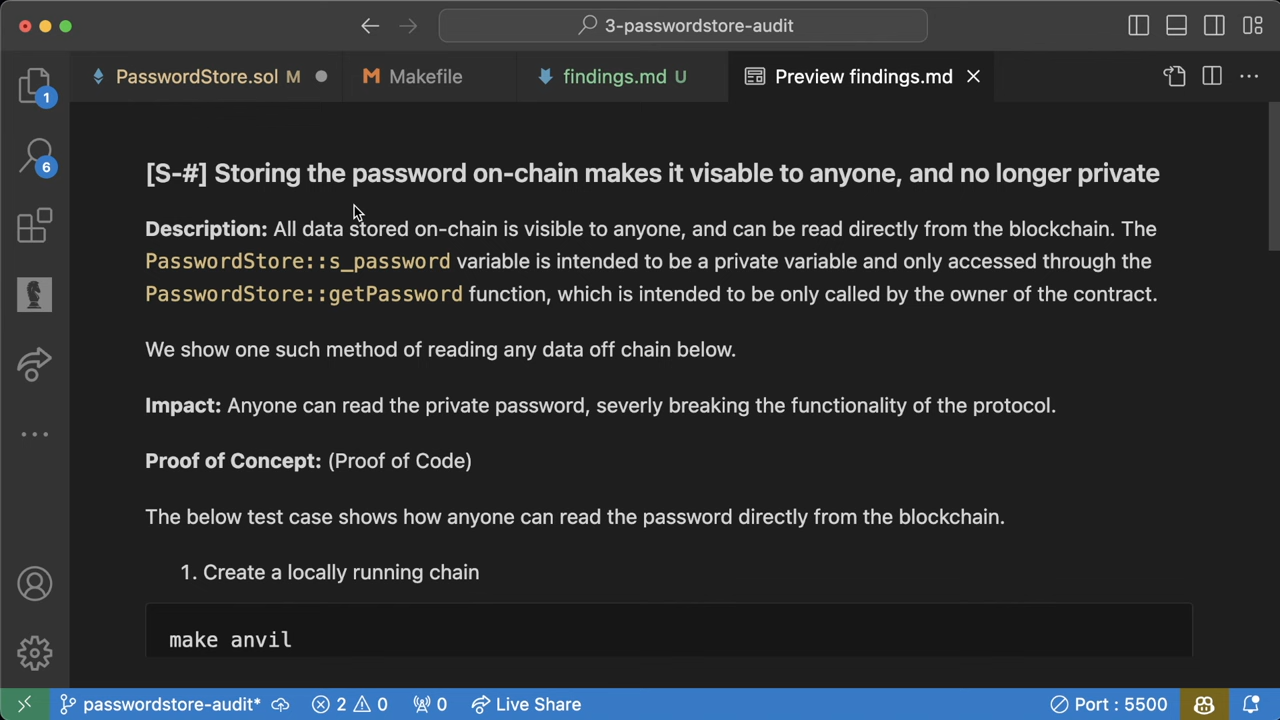 3-passwordstore-audit
PasswordStore.sol M
Makefile
findings.md U
Preview findings.md
1
6
[S-#] Storing the password on-chain makes it visable to anyone, and no longer private
Description: All data stored on-chain is visible to anyone, and can be read directly from the blockchain. The
PasswordStore::s_password variable is intended to be a private variable and only accessed through the
PasswordStore::getPassword function, which is intended to be only called by the owner of the contract.
We show one such method of reading any data off chain below.
Impact: Anyone can read the private password, severly breaking the functionality of the protocol.
Proof of Concept: (Proof of Code)
The below test case shows how anyone can read the password directly from the blockchain.
1. Create a locally running chain
make anvil
passwordstore-audit* 2 0 0 Live Share Port : 5500